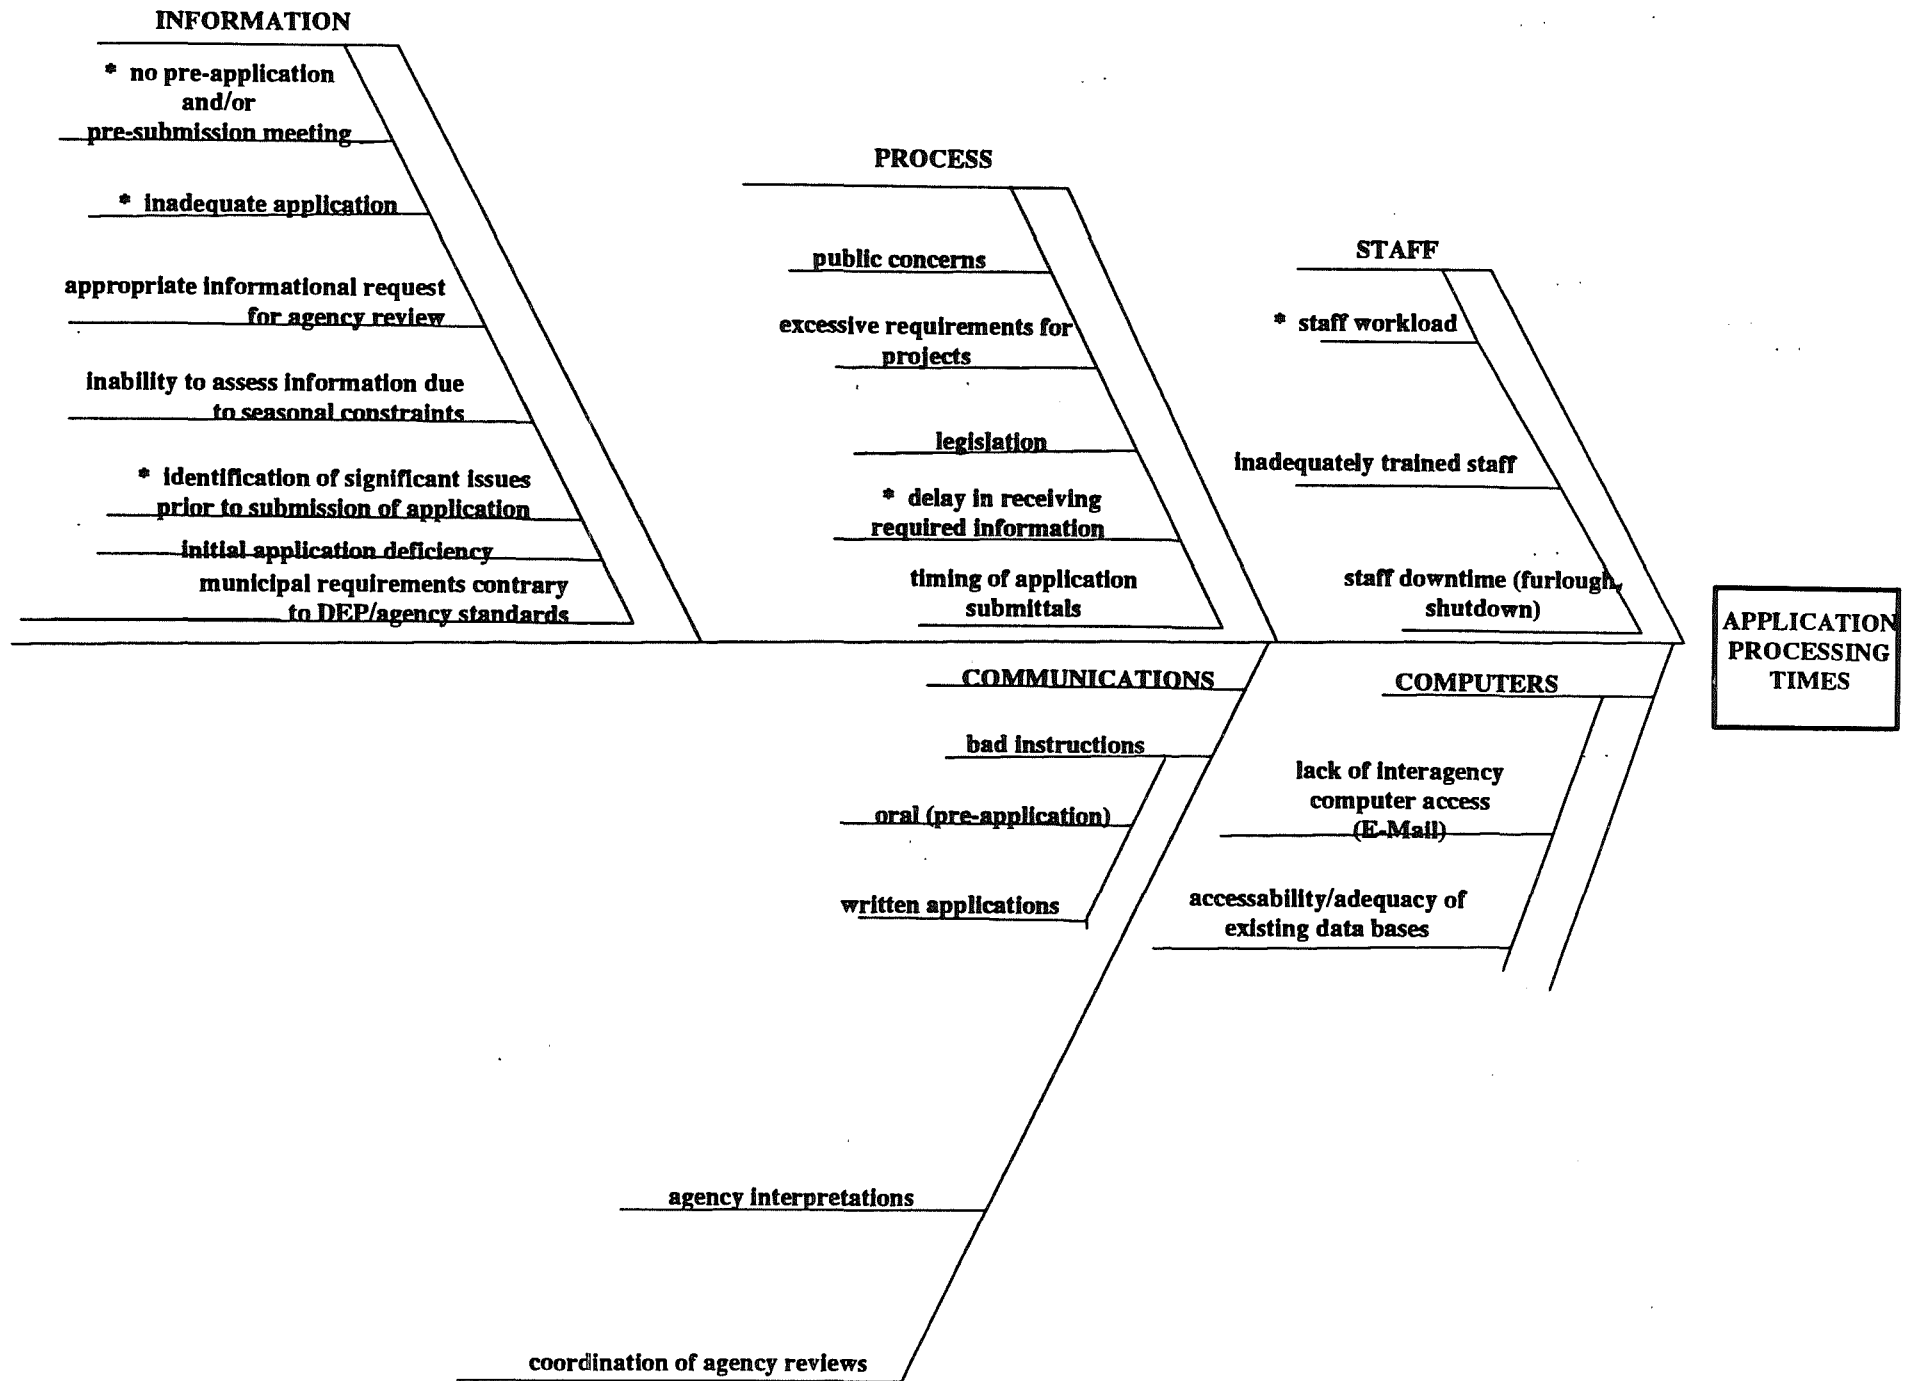 INFORMATION
* no pre-application
and/or
pre-submission meeting
* inadequate application
appropriate informational request
for agency review
inability to assess information due
to seasonal constraints
* identification of significant issues
prior to submission of application
initial application deficiency
municipal requirements contrary
to DEP/agency standards
PROCESS
public concerns
excessive requirements for
projects
legislation
* delay in receiving
required information
timing of application
submittals
STAFF
* staff workload
inadequately trained staff
staff downtime (furlough,
shutdown)
APPLICATION
PROCESSING
TIMES
COMMUNICATIONS
bad instructions
oral (pre-application)
written applications
agency interpretations
coordination of agency reviews
COMPUTERS
lack of interagency
computer access
(E-Mail)
accessability/adequacy of
existing data bases